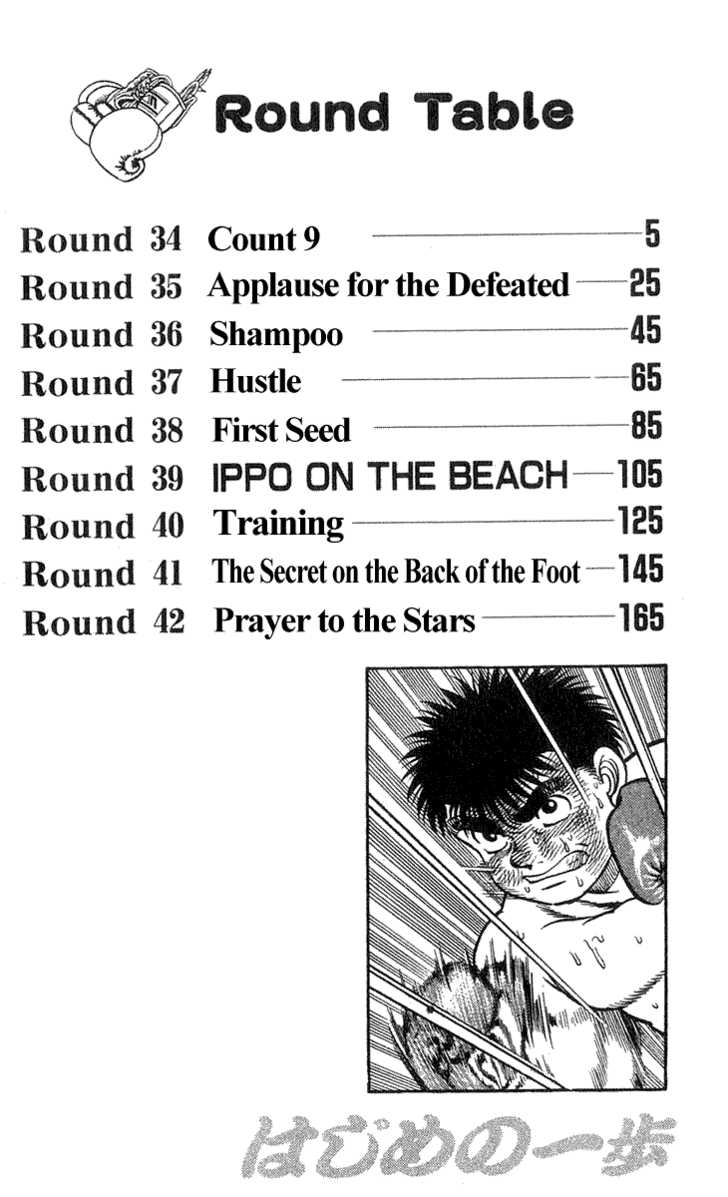 Round Table
Round 34 Count 9 5
Round 35 Applause for the Defeated 25
Round 36 Shampoo 45
Round 37 Hustle 65
Round 38 First Seed 85
Round 39 IPPO ON THE BEACH 105
Round 40 Training 125
Round 41 The Secret on the Back of the Foot 145
Round 42 Prayer to the Stars 165
はじめの一歩